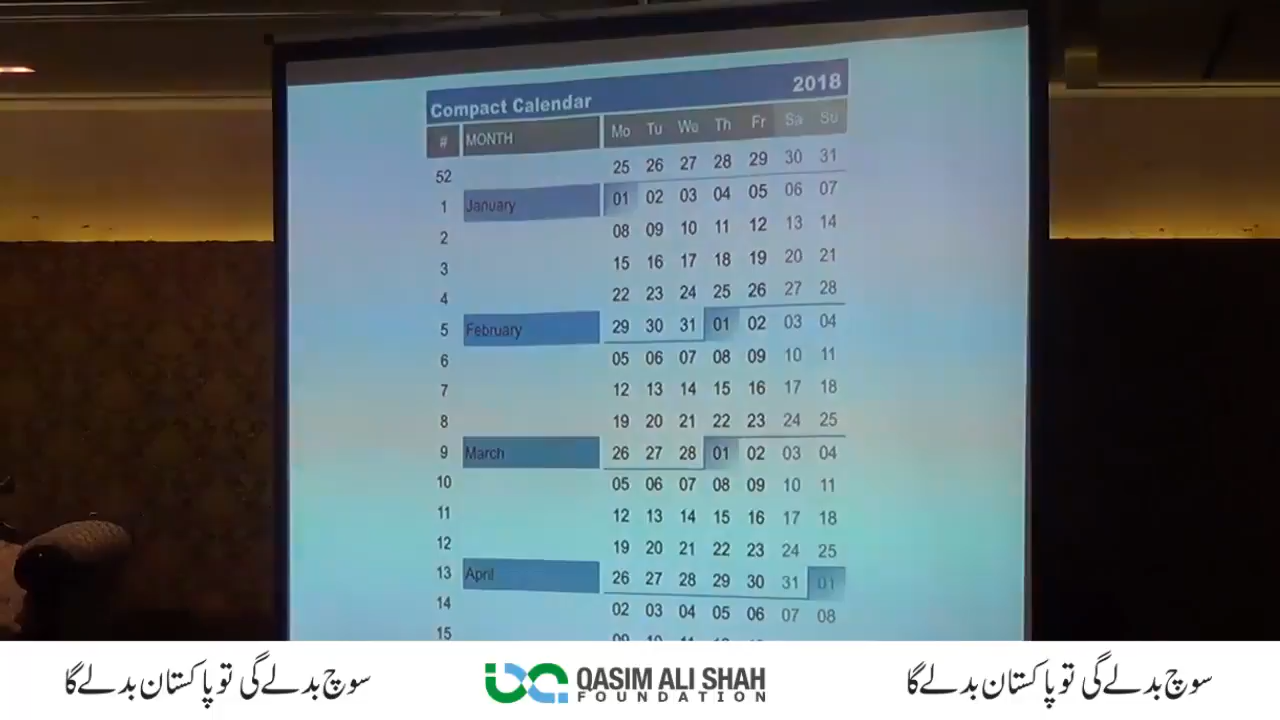 Compact Calendar 2018
# MONTH Mo Tu We Th Fr Sa Su
52 25 26 27 28 29 30 31
1 January 01 02 03 04 05 06 07
2 08 09 10 11 12 13 14
3 15 16 17 18 19 20 21
4 22 23 24 25 26 27 28
5 February 29 30 31 01 02 03 04
6 05 06 07 08 09 10 11
7 12 13 14 15 16 17 18
8 19 20 21 22 23 24 25
9 March 26 27 28 01 02 03 04
10 05 06 07 08 09 10 11
11 12 13 14 15 16 17 18
12 19 20 21 22 23 24 25
13 April 26 27 28 29 30 31 01
14 02 03 04 05 06 07 08
15 09 10 11
سوچ بدلے گی تو پاکستان بدلے گا
QASIM ALI SHAH
FOUNDATION
سوچ بدلے گی تو پاکستان بدلے گا